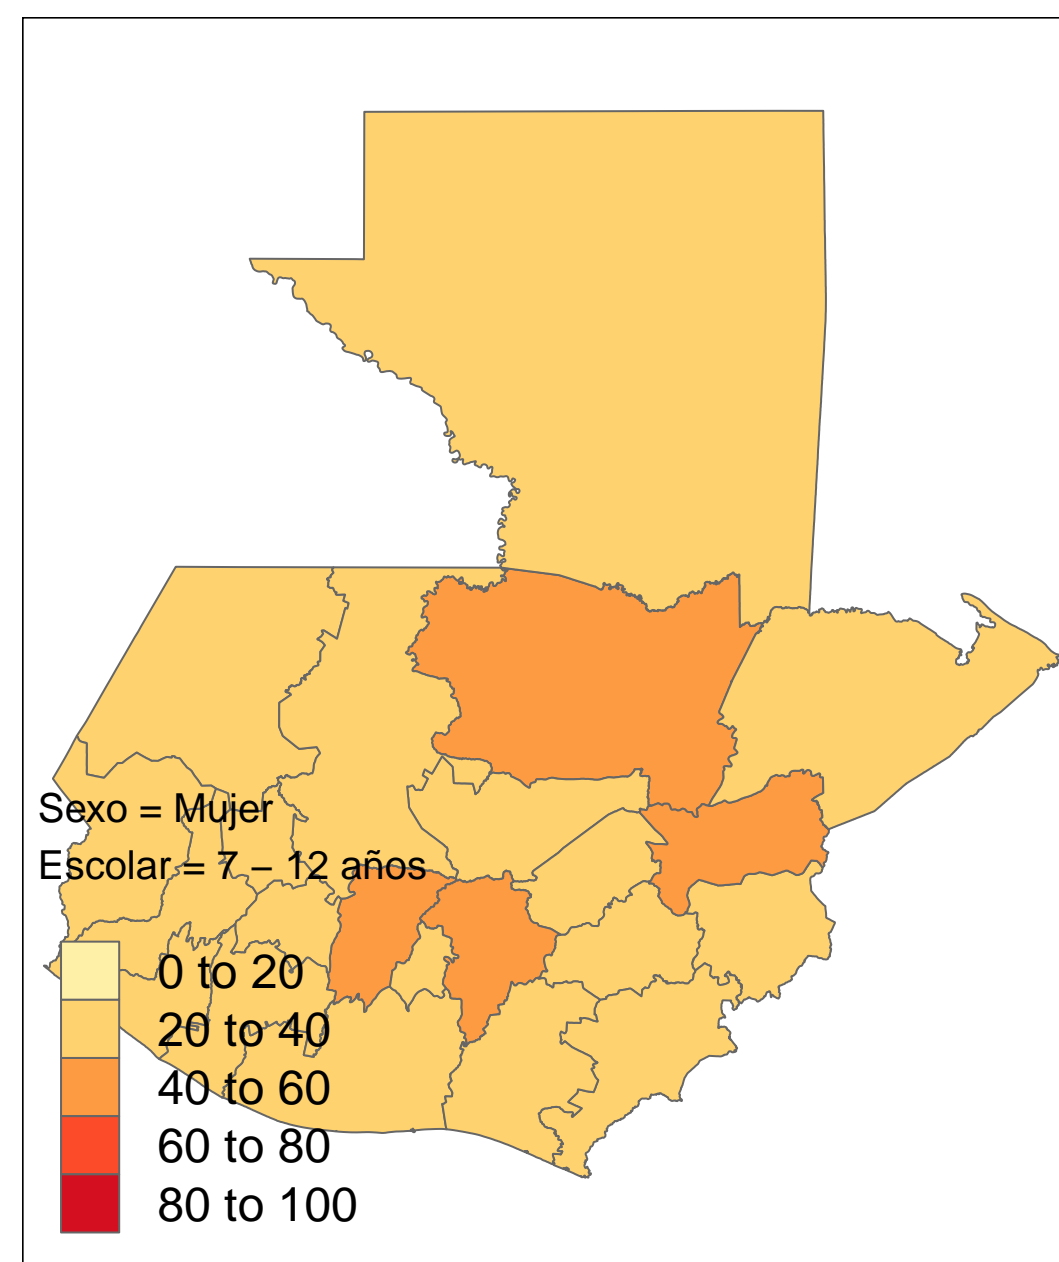 Sexo = Mujer
Escolar = 7 – 12 años
0 to 20
20 to 40
40 to 60
60 to 80
80 to 100